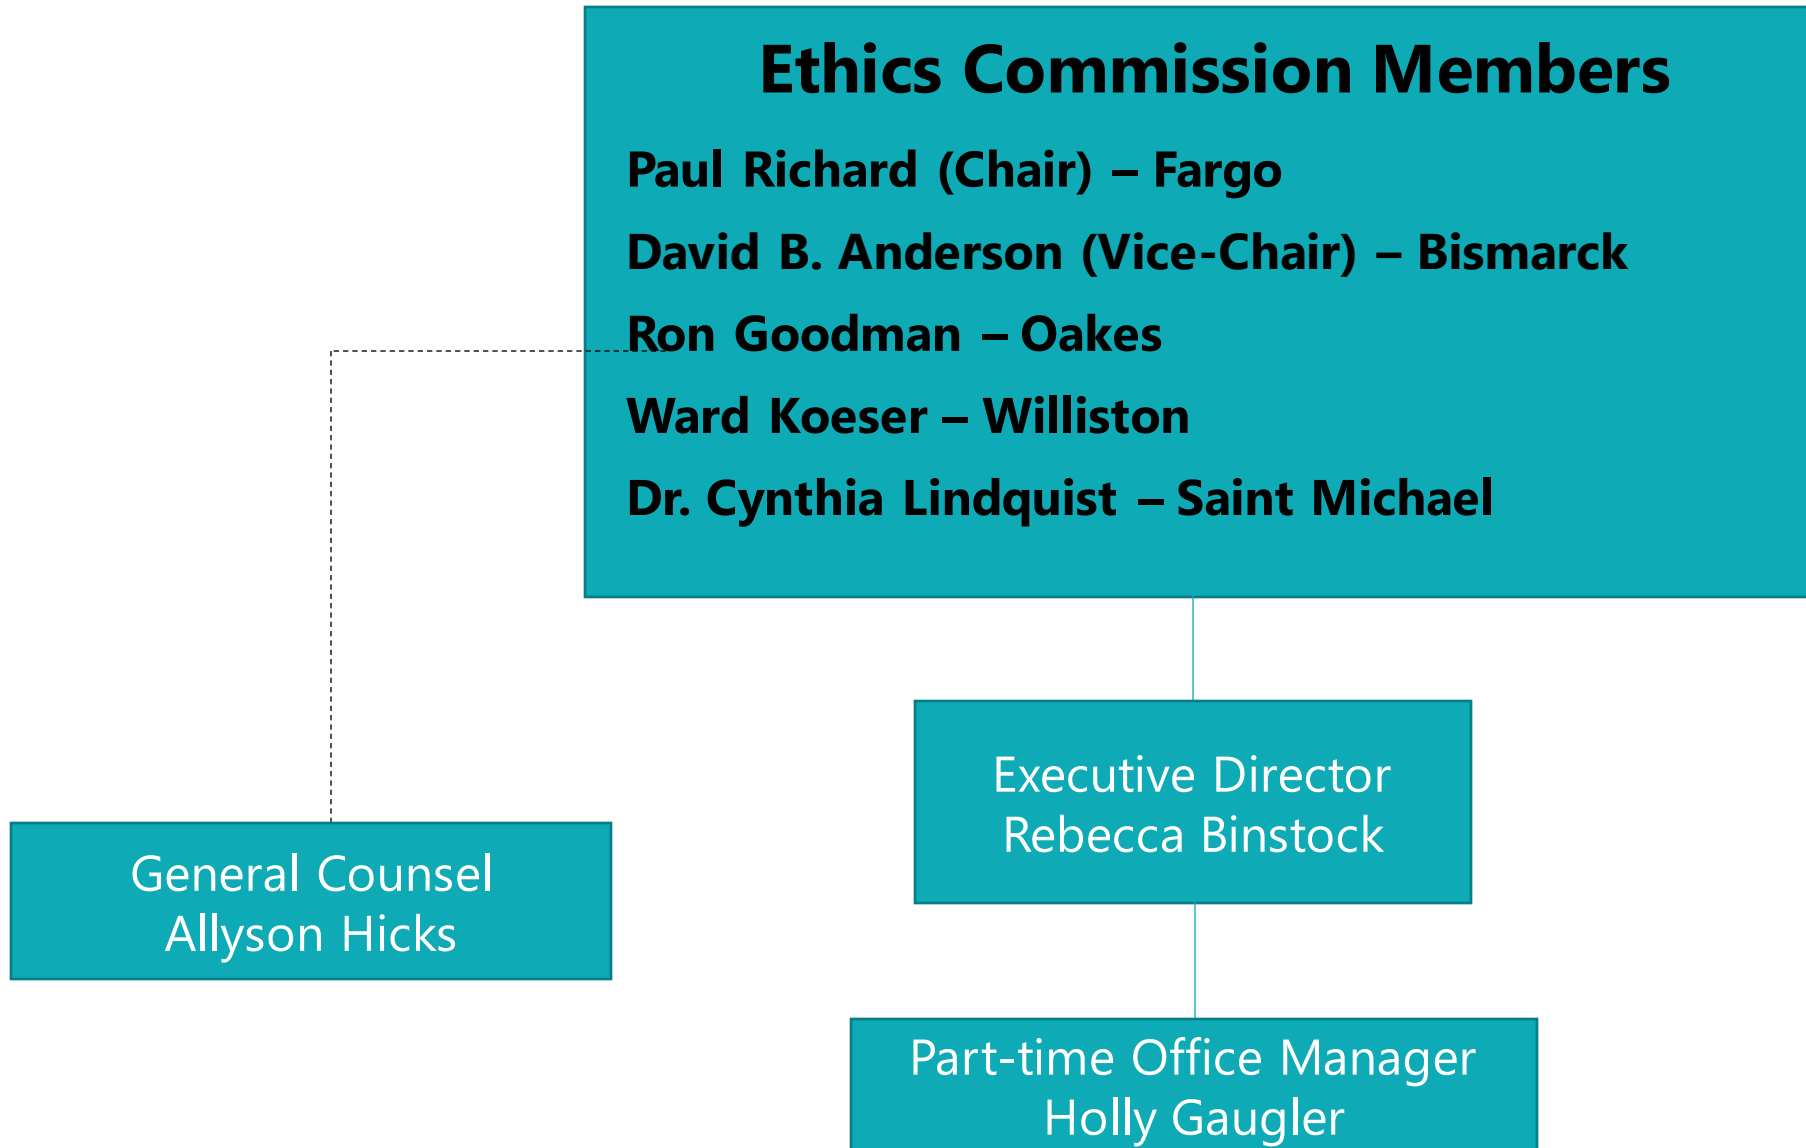 Ethics Commission Members
Paul Richard (Chair) – Fargo
David B. Anderson (Vice-Chair) – Bismarck
Ron Goodman – Oakes
Ward Koeser – Williston
Dr. Cynthia Lindquist – Saint Michael
Executive Director
Rebecca Binstock
General Counsel
Allyson Hicks
Part-time Office Manager
Holly Gaugler